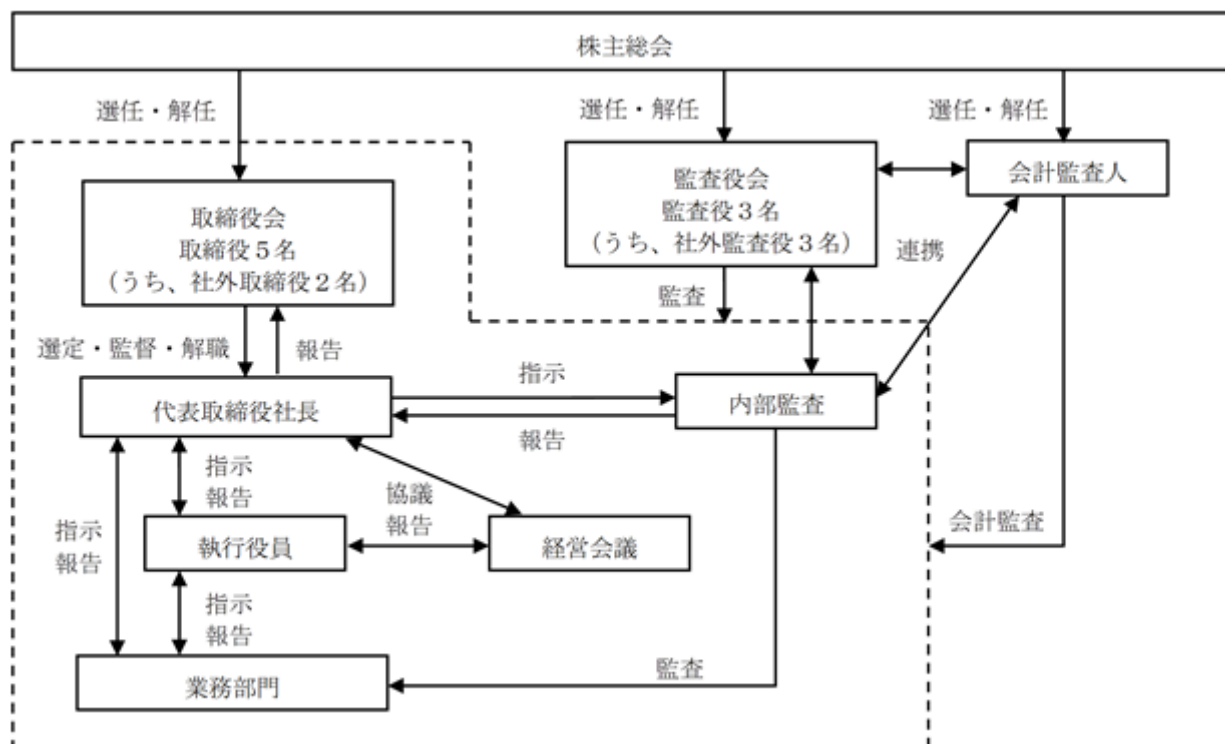 株主総会
選任・解任
選任・解任
選任・解任
取締役会
取締役５名
（うち、社外取締役２名）
監査役会
監査役３名
（うち、社外監査役３名）
会計監査人
連携
監査
選定・監督・解職
報告
代表取締役社長
指示
報告
内部監査
指示
報告
協議
報告
指示
報告
執行役員
経営会議
会計監査
指示
報告
業務部門
監査